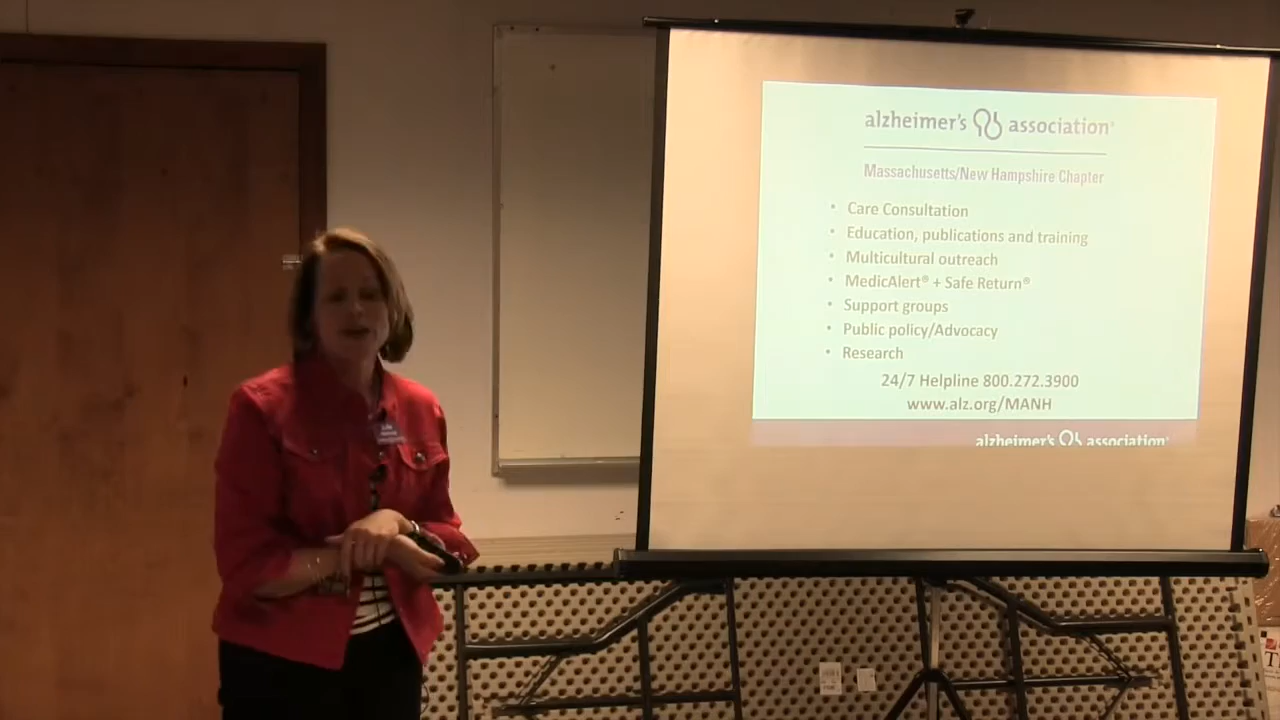 alzheimer's association®
Massachusetts/New Hampshire Chapter
• Care Consultation
• Education, publications and training
• Multicultural outreach
• MedicAlert® + Safe Return®
• Support groups
• Public policy/Advocacy
• Research
24/7 Helpline 800.272.3900
www.alz.org/MANH
alzheimer's association®